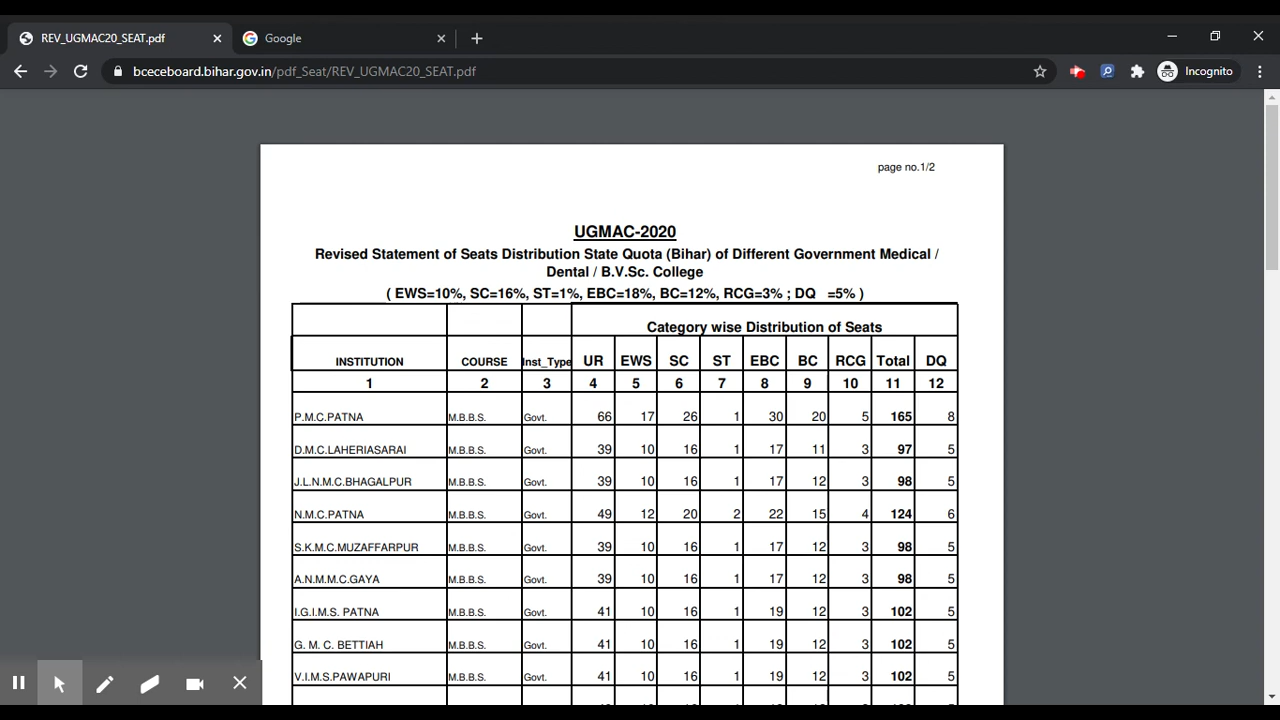 REV_UGMAC20_SEAT.pdf
Google
bceceboard.bihar.gov.in/pdf_Seat/REV_UGMAC20_SEAT.pdf
Incognito
page no.1/2
UGMAC-2020
Revised Statement of Seats Distribution State Quota (Bihar) of Different Government Medical /
Dental / B.V.Sc. College
( EWS=10%, SC=16%, ST=1%, EBC=18%, BC=12%, RCG=3% ; DQ =5% )
Category wise Distribution of Seats
INSTITUTION COURSE Inst_Type UR EWS SC ST EBC BC RCG Total DQ
1 2 3 4 5 6 7 8 9 10 11 12
P.M.C.PATNA M.B.B.S. Govt. 66 17 26 1 30 20 5 165 8
D.M.C.LAHERIASARAI M.B.B.S. Govt. 39 10 16 1 17 11 3 97 5
J.L.N.M.C.BHAGALPUR M.B.B.S. Govt. 39 10 16 1 17 12 3 98 5
N.M.C.PATNA M.B.B.S. Govt. 49 12 20 2 22 15 4 124 6
S.K.M.C.MUZAFFARPUR M.B.B.S. Govt. 39 10 16 1 17 12 3 98 5
A.N.M.M.C.GAYA M.B.B.S. Govt. 39 10 16 1 17 12 3 98 5
I.G.I.M.S. PATNA M.B.B.S. Govt. 41 10 16 1 19 12 3 102 5
G. M. C. BETTIAH M.B.B.S. Govt. 41 10 16 1 19 12 3 102 5
V.I.M.S.PAWAPURI M.B.B.S. Govt. 41 10 16 1 19 12 3 102 5